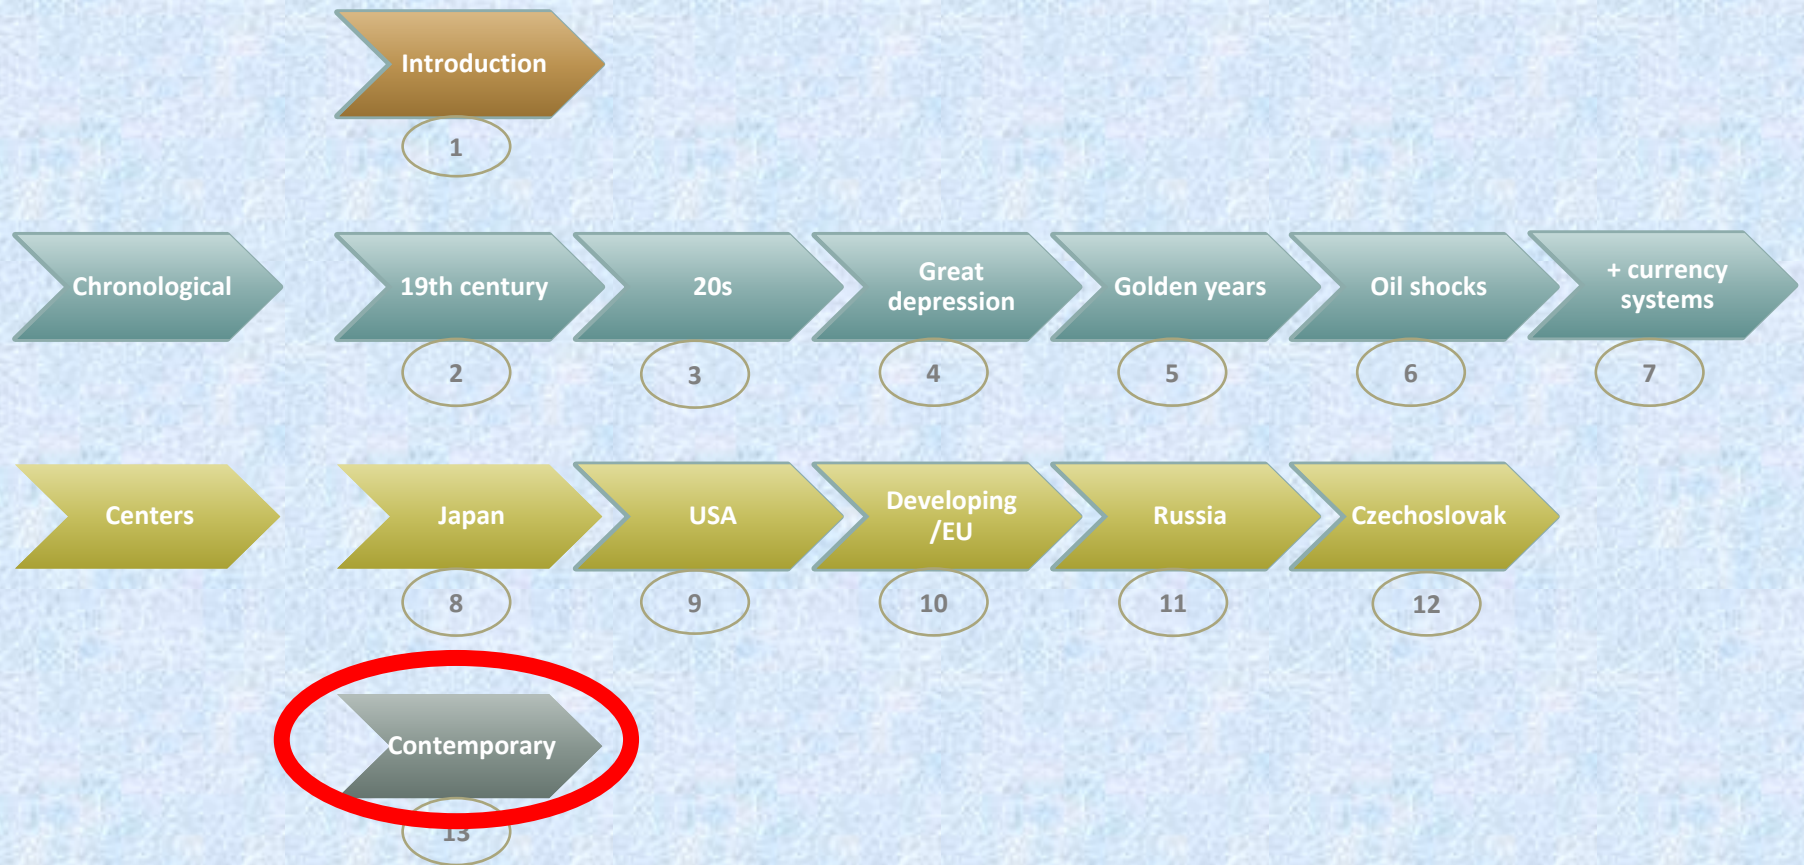 Introduction
1
Chronological
19th century
20s
Great
depression
Golden years
Oil shocks
+ currency
systems
2
3
4
5
6
7
Centers
Japan
USA
Developing
/EU
Russia
Czechoslovak
8
9
10
11
12
Contemporary
13